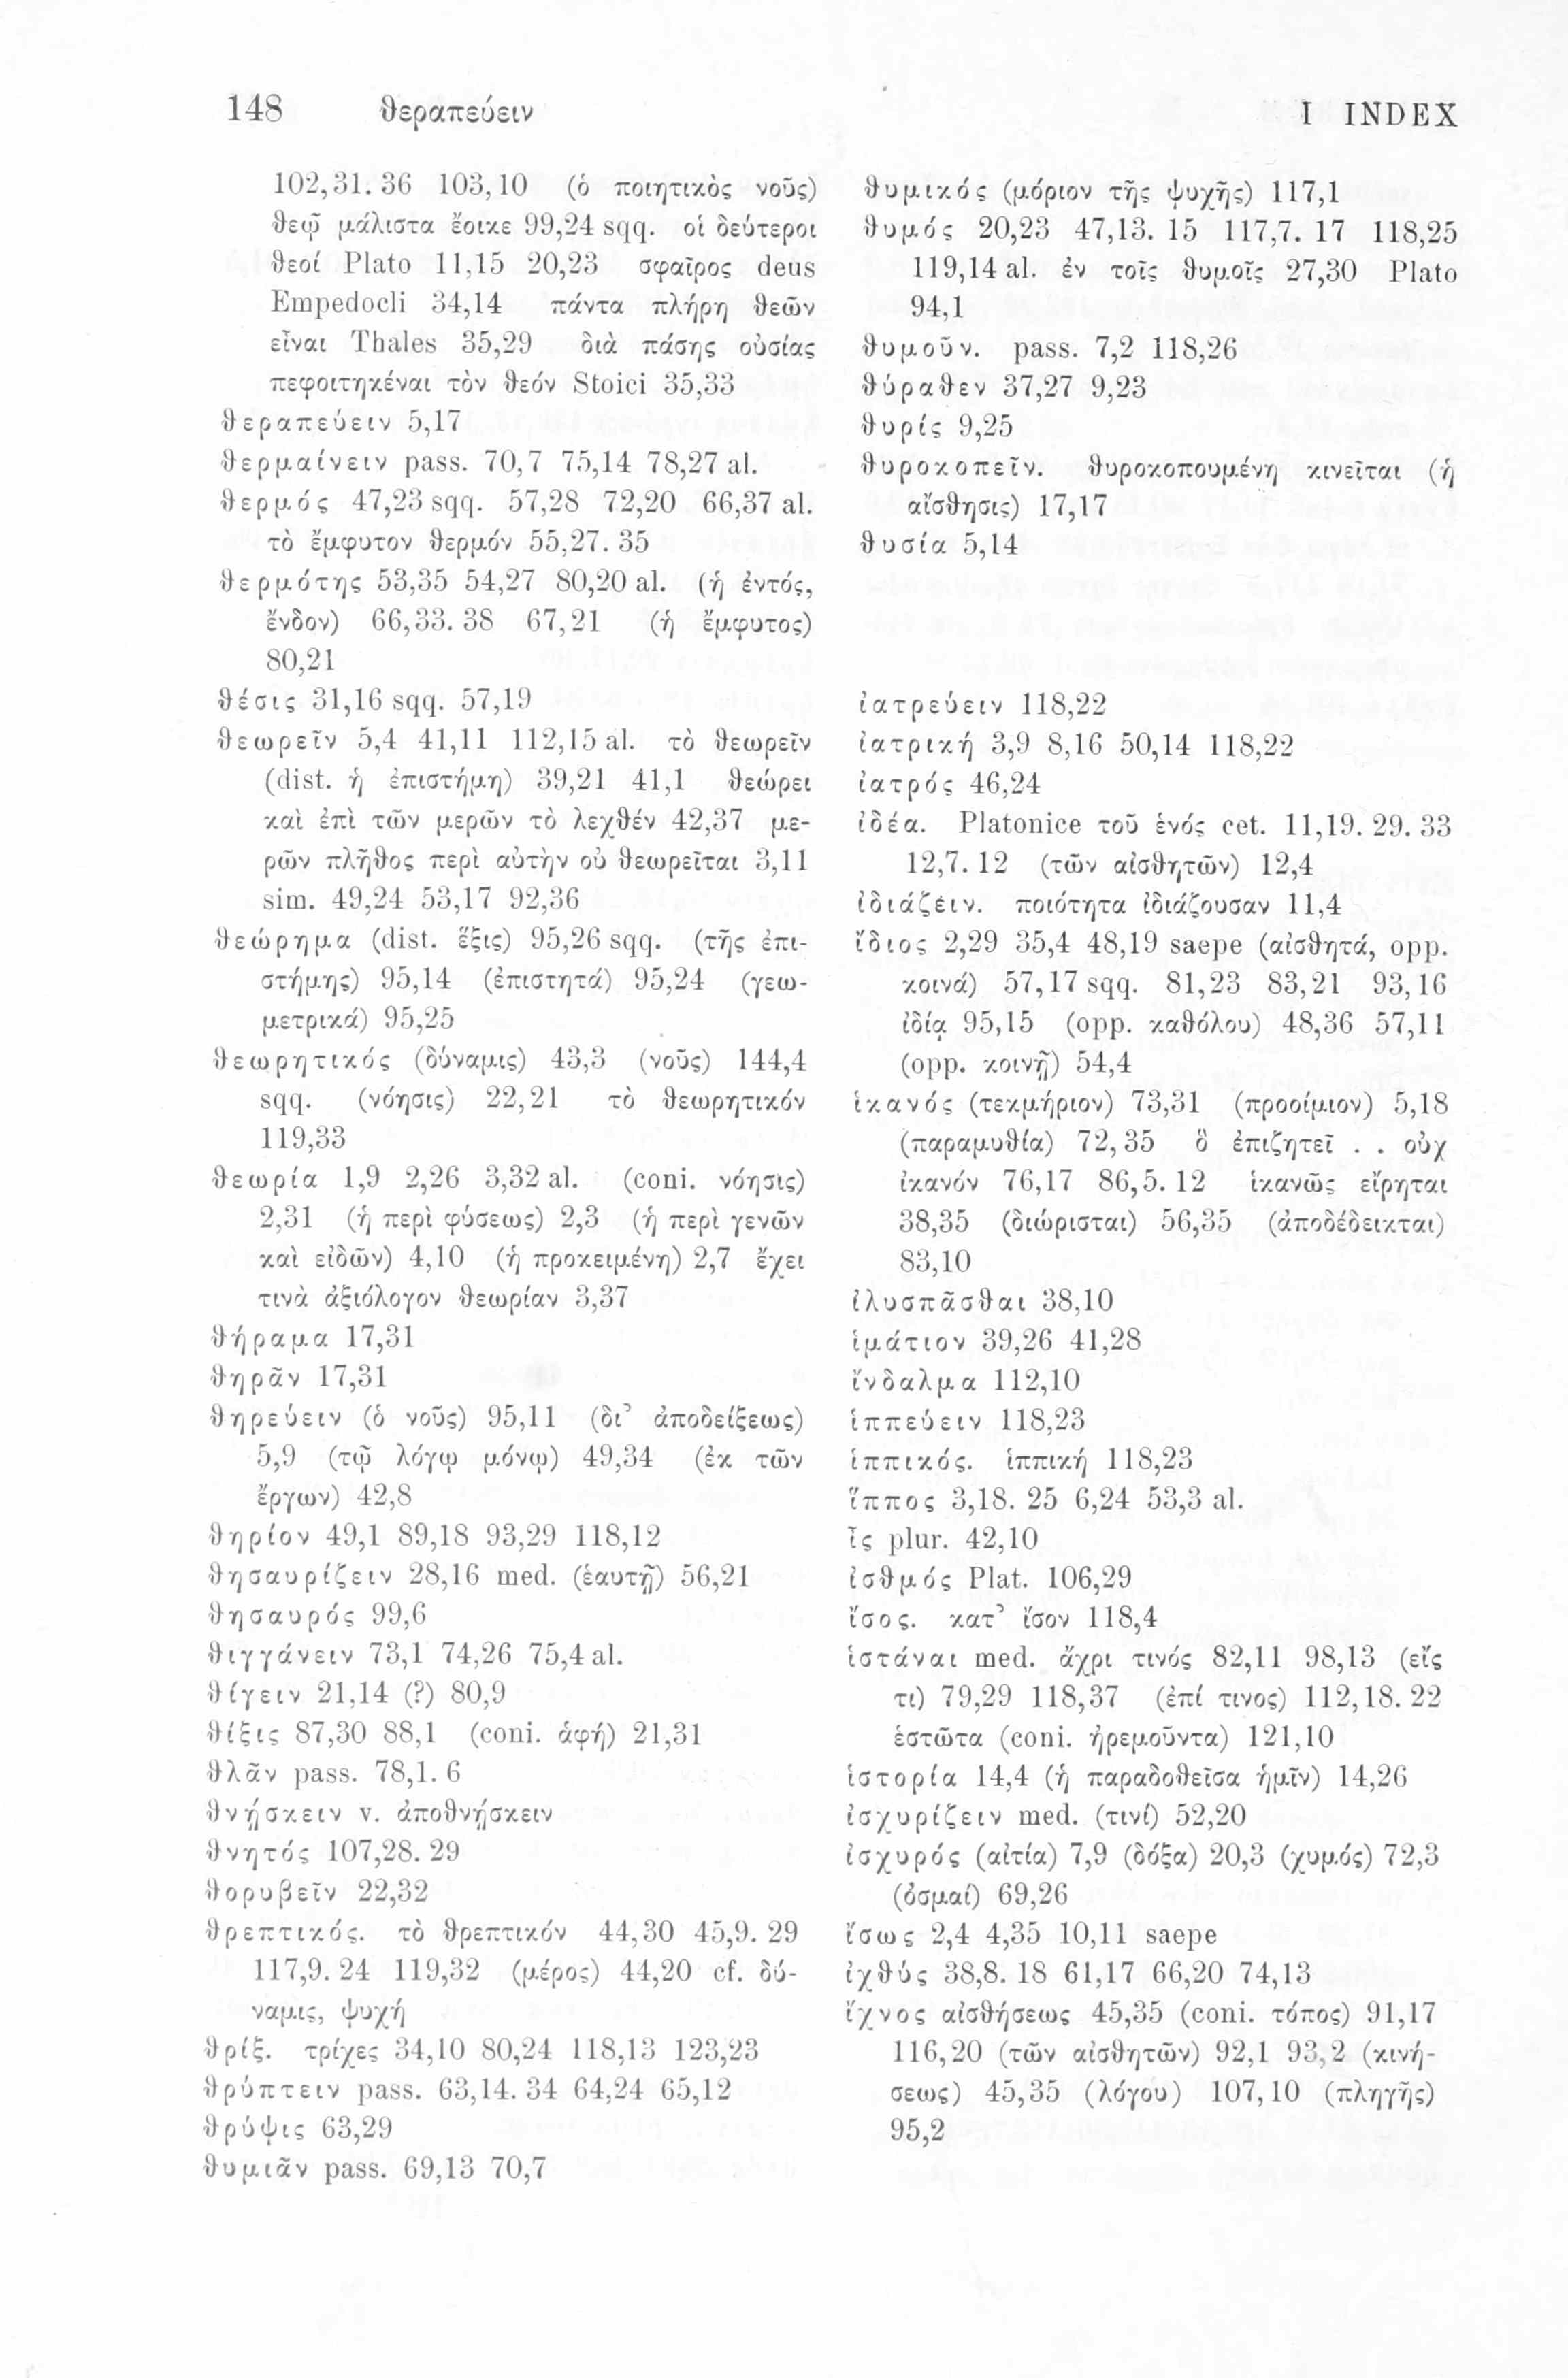 148 θεραπεύειν I INDEX
102,31. 36 103,10 (ὁ ποιητικὸς νοῦς)
θεῷ μάλιστα ἔοικε 99,24 sqq. οἱ δεύτεροι
θεοί Plato 11,15 20,23 σφαῖρος deus
Empedocli 34,14 πάντα πλήρη θεῶν
εἶναι Thales 35,29 διὰ πάσης οὐσίας
πεφοιτηκέναι τὸν θεόν Stoici 35,33
θεραπεύειν 5,17
θερμαίνειν pass. 70,7 75,14 78,27 al.
θερμός 47,23 sqq. 57,28 72,20 66,37 al.
τὸ ἔμφυτον θερμόν 55,27. 35
θερμότης 53,35 54,27 80,20 al. (ἡ ἐντός,
ἔνδον) 66,33. 38 67,21 (ἡ ἔμφυτος)
80,21
θέσις 31,16 sqq. 57,19
θεωρεῖν 5,4 41,11 112,15 al. τὸ θεωρεῖν
(dist. ἡ ἐπιστήμη) 39,21 41,1 θεώρει
καὶ ἐπὶ τῶν μερῶν τὸ λεχθέν 42,37 με-
ρῶν πλῆθος περὶ αὐτὴν οὐ θεωρεῖται 3,11
sim. 49,24 53,17 92,36
θεώρημα (dist. ἕξις) 95,26 sqq. (τῆς ἐπι-
στήμης) 95,14 (ἐπιστητά) 95,24 (γεω-
μετρικά) 95,25
θεωρητικός (δύναμις) 43,3 (νοῦς) 144,4
sqq. (νόησις) 22,21 τὸ θεωρητικόν
119,33
θεωρία 1,9 2,26 3,32 al. (coni. νόησις)
2,31 (ἡ περὶ φύσεως) 2,3 (ἡ περὶ γενῶν
καὶ εἰδῶν) 4,10 (ἡ προκειμένη) 2,7 ἔχει
τινὰ ἀξιόλογον θεωρίαν 3,37
θήραμα 17,31
θηρᾶν 17,31
θηρεύειν (ὁ νοῦς) 95,11 (δι’ ἀποδείξεως)
5,9 (τῷ λόγῳ μόνῳ) 49,34 (ἐκ τῶν
ἔργων) 42,8
θηρίον 49,1 89,18 93,29 118,12
θησαυρίζειν 28,16 med. (ἑαυτῇ) 56,21
θησαυρός 99,6
θιγγάνειν 73,1 74,26 75,4 al.
θίγειν 21,14 (?) 80,9
θίξις 87,30 88,1 (coni. ἁφή) 21,31
θλᾶν pass. 78,1. 6
θνῄσκειν v. ἀποθνῄσκειν
θνητός 107,28. 29
θορυβεῖν 22,32
θρεπτικός. τὸ θρεπτικόν 44,30 45,9. 29
117,9. 24 119,32 (μέρος) 44,20 cf. δύ-
ναμις, ψυχή
θρίξ. τρίχες 34,10 80,24 118,13 123,23
θρύπτειν pass. 63,14. 34 64,24 65,12
θρύψις 63,29
θυμιᾶν pass. 69,13 70,7
θυμικός (μόριον τῆς ψυχῆς) 117,1
θυμός 20,23 47,13. 15 117,7. 17 118,25
119,14 al. ἐν τοῖς θυμοῖς 27,30 Plato
94,1
θυμοῦν. pass. 7,2 118,26
θύραθεν 37,27 9,23
θυρίς 9,25
θυροκοπεῖν. θυροκοπουμένη κινεῖται (ἡ
αἴσθησις) 17,17
θυσία 5,14
ἰατρεύειν 118,22
ἰατρική 3,9 8,16 50,14 118,22
ἰατρός 46,24
ἰδέα. Platonice τοῦ ἑνός cet. 11,19. 29. 33
12,7. 12 (τῶν αἰσθητῶν) 12,4
ἰδιάζειν. ποιότητα ἰδιάζουσαν 11,4
ἴδιος 2,29 35,4 48,19 saepe (αἰσθητά, opp.
κοινά) 57,17 sqq. 81,23 83,21 93,16
ἰδίᾳ 95,15 (opp. καθόλου) 48,36 57,11
(opp. κοινῇ) 54,4
ἱκανός (τεκμήριον) 73,31 (προοίμιον) 5,18
(παραμυθία) 72,35 ὃ ἐπιζητεῖ . . οὐχ
ἱκανόν 76,17 86,5. 12 ἱκανῶς εἴρηται
38,35 (διώρισται) 56,35 (ἀποδέδεικται)
83,10
ἰλυσπᾶσθαι 38,10
ἱμάτιον 39,26 41,28
ἴνδαλμα 112,10
ἱππεύειν 118,23
ἱππικός. ἱππική 118,23
ἵππος 3,18. 25 6,24 53,3 al.
ἶς plur. 42,10
ἰσθμός Plat. 106,29
ἴσος. κατ’ ἴσον 118,4
ἱστάναι med. ἄχρι τινός 82,11 98,13 (εἴς
τι) 79,29 118,37 (ἐπί τινος) 112,18. 22
ἑστῶτα (coni. ἠρεμοῦντα) 121,10
ἱστορία 14,4 (ἡ παραδοθεῖσα ἡμῖν) 14,26
ἰσχυρίζειν med. (τινί) 52,20
ἰσχυρός (αἰτία) 7,9 (δόξα) 20,3 (χυμός) 72,3
(ὀσμαί) 69,26
ἴσως 2,4 4,35 10,11 saepe
ἰχθύς 38,8. 18 61,17 66,20 74,13
ἴχνος αἰσθήσεως 45,35 (coni. τόπος) 91,17
116,20 (τῶν αἰσθητῶν) 92,1 93,2 (κινή-
σεως) 45,35 (λόγου) 107,10 (πληγῆς)
95,2